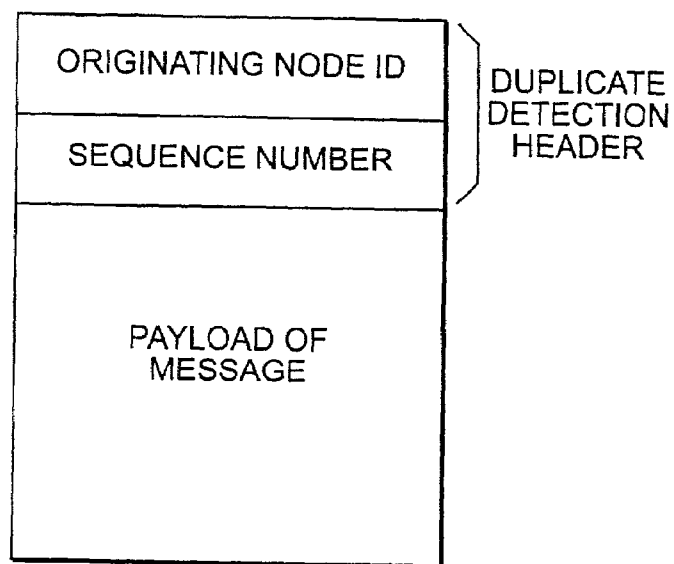 ORIGINATING NODE ID
SEQUENCE NUMBER
DUPLICATE
DETECTION
HEADER
PAYLOAD OF
MESSAGE